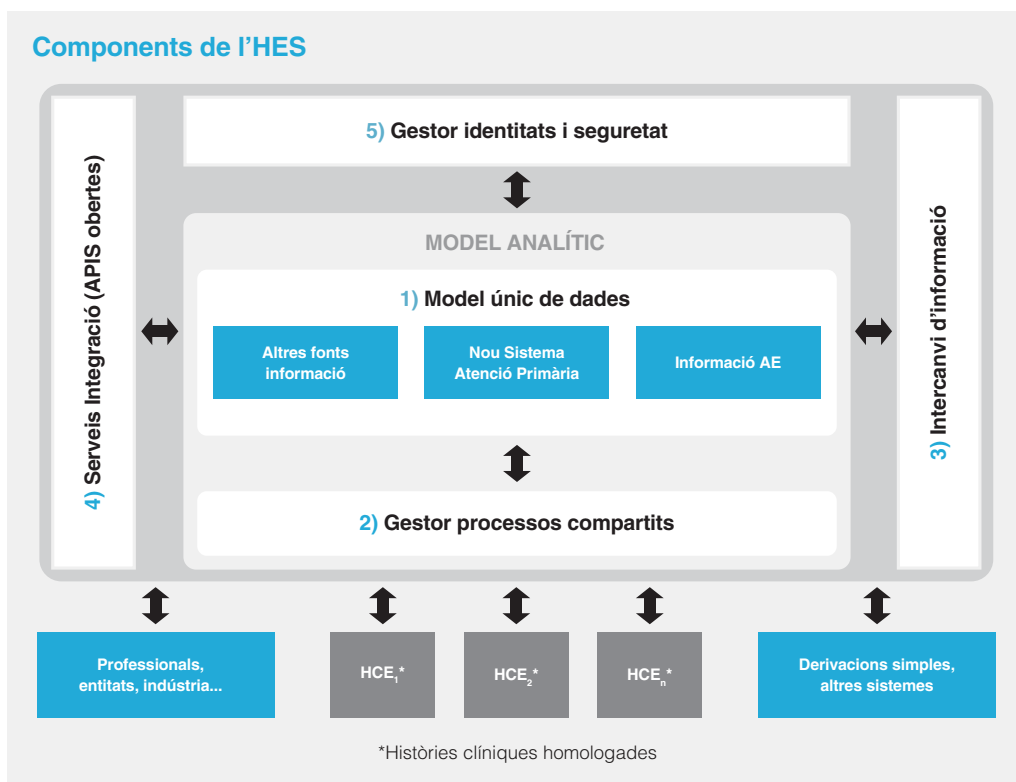 Components de l’HES
5) Gestor identitats i seguretat
4) Serveis Integració (APIS obertes)
MODEL ANALÍTIC
1) Model únic de dades
Altres fonts
informació
Nou Sistema
Atenció Primària
Informació AE
3) Intercanvi d’informació
2) Gestor processos compartits
Professionals,
entitats, indústria...
HCE₁*
HCE₂*
HCEₙ*
Derivacions simples,
altres sistemes
*Històries clíniques homologades